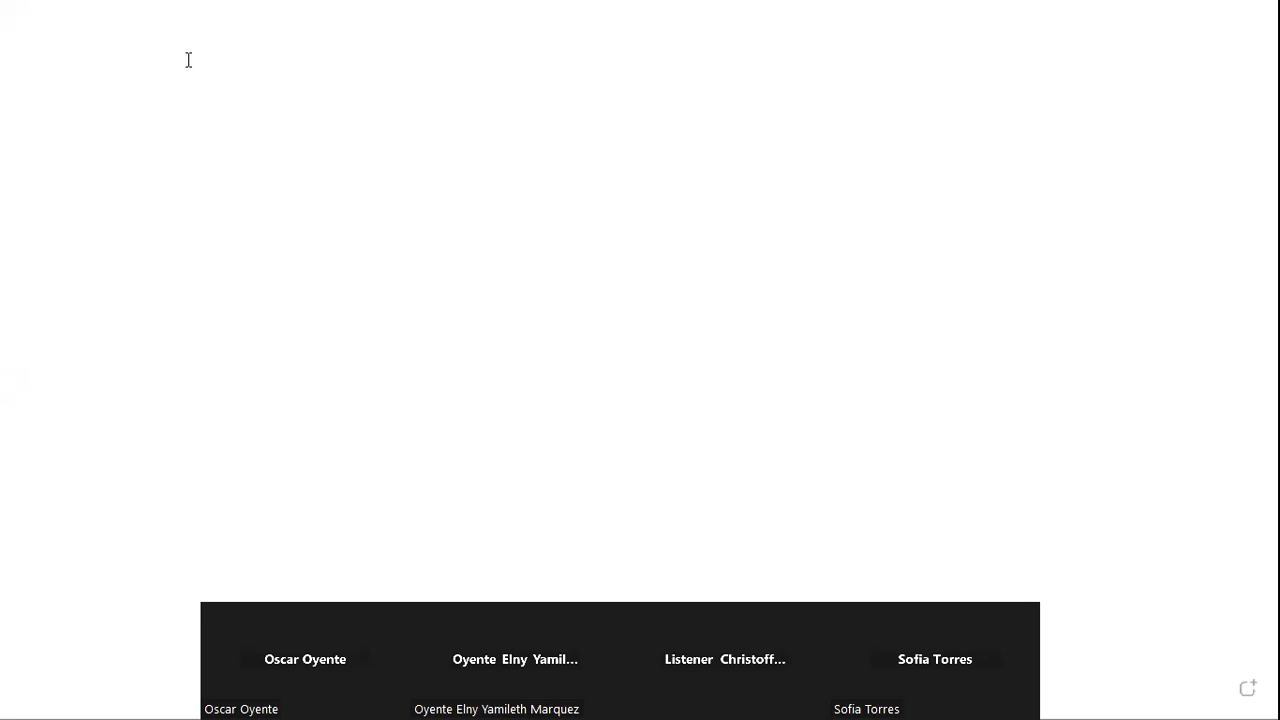 Oscar Oyente
Oyente Elny Yamil...
Listener Christoff...
Sofia Torres
Oscar Oyente
Oyente Elny Yamileth Marquez
Sofia Torres